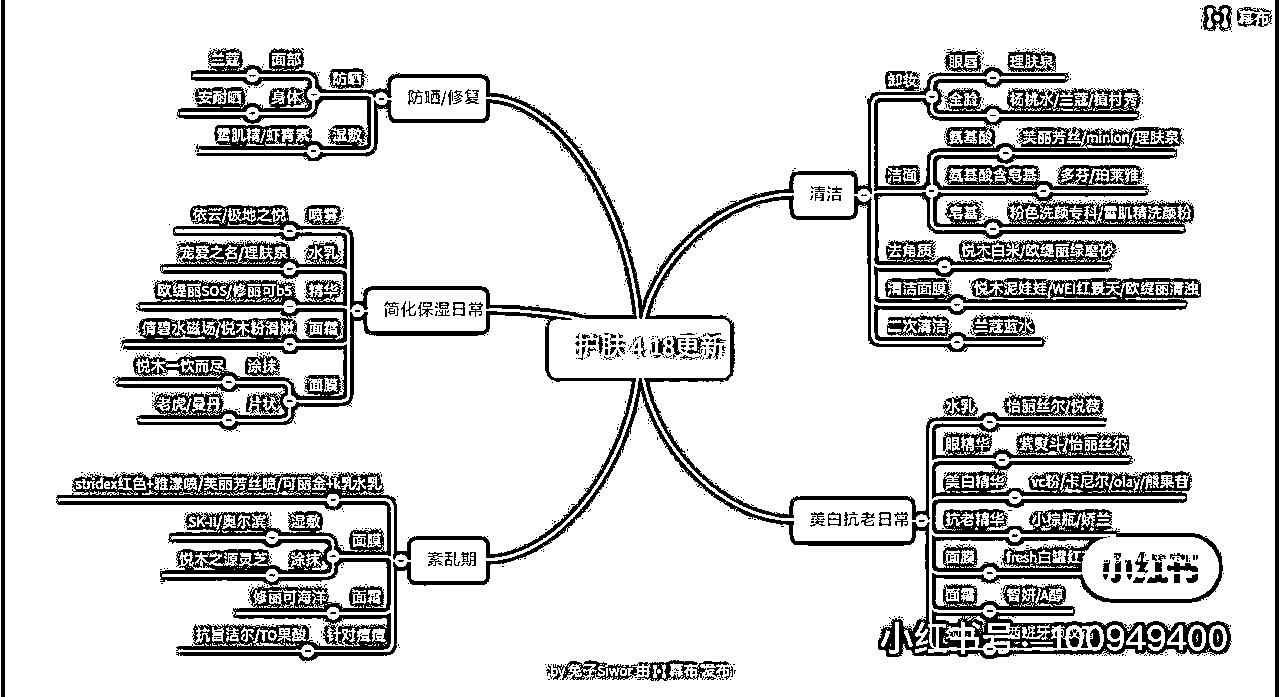 幕布
护肤 4.18更新
防晒/修复
防晒
面部
兰蔻
身体
安耐晒
湿敷
雪肌精/虾青素
简化保湿日常
喷雾
依云/极地之悦
水乳
宠爱之名/理肤泉
精华
欧缇丽SOS/修丽可b5
面霜
倩碧水磁场/悦木粉滑嫩
面膜
涂抹
悦木一饮而尽
片状
老虎/曼丹
紊乱期
水乳
stridex红色+雅漾喷/芙丽芳丝喷/可丽金+k乳
面膜
湿敷
SK-II/奥尔滨
涂抹
悦木之源灵芝
面霜
修丽可海洋
针对痘痘
抗旨洁尔/TO果酸
清洁
卸妆
眼唇
理肤泉
全脸
杨桃水/兰蔻/植村秀
洁面
氨基酸
芙丽芳丝/minion/理肤泉
氨基酸含皂基
多芬/珀莱雅
皂基
粉色洗颜专科/雪肌精洗颜粉
去角质
悦木白米/欧缇丽绿磨砂
清洁面膜
悦木泥娃娃/WEI红景天/欧缇丽清浊
二次清洁
兰蔻蓝水
美白抗老日常
水乳
怡丽丝尔/悦薇
眼精华
紫熨斗/怡丽丝尔
美白精华
vc粉/卡尼尔/olay/熊果苷
抗老精华
小棕瓶/娇兰
面膜
fresh白罐红
面霜
智妍/A醇
小红书
小红书号：100949400
by 兔子Siwor 由 幕布 发布